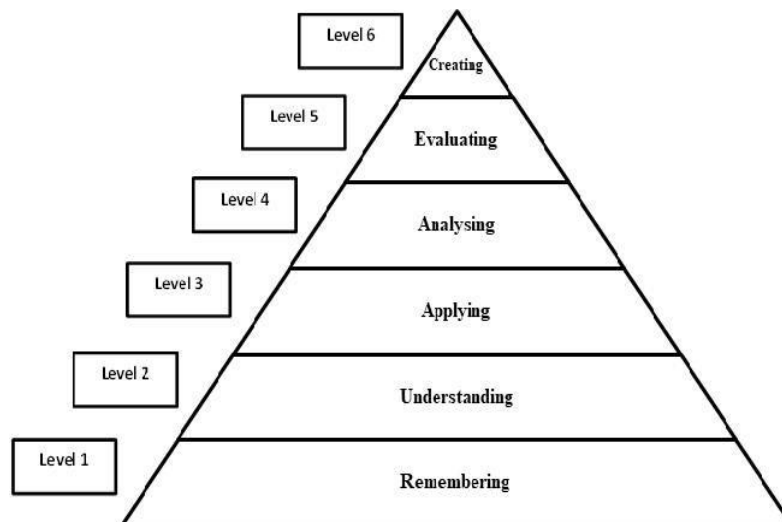 Level 6
Creating
Level 5
Evaluating
Level 4
Analysing
Level 3
Applying
Level 2
Understanding
Level 1
Remembering